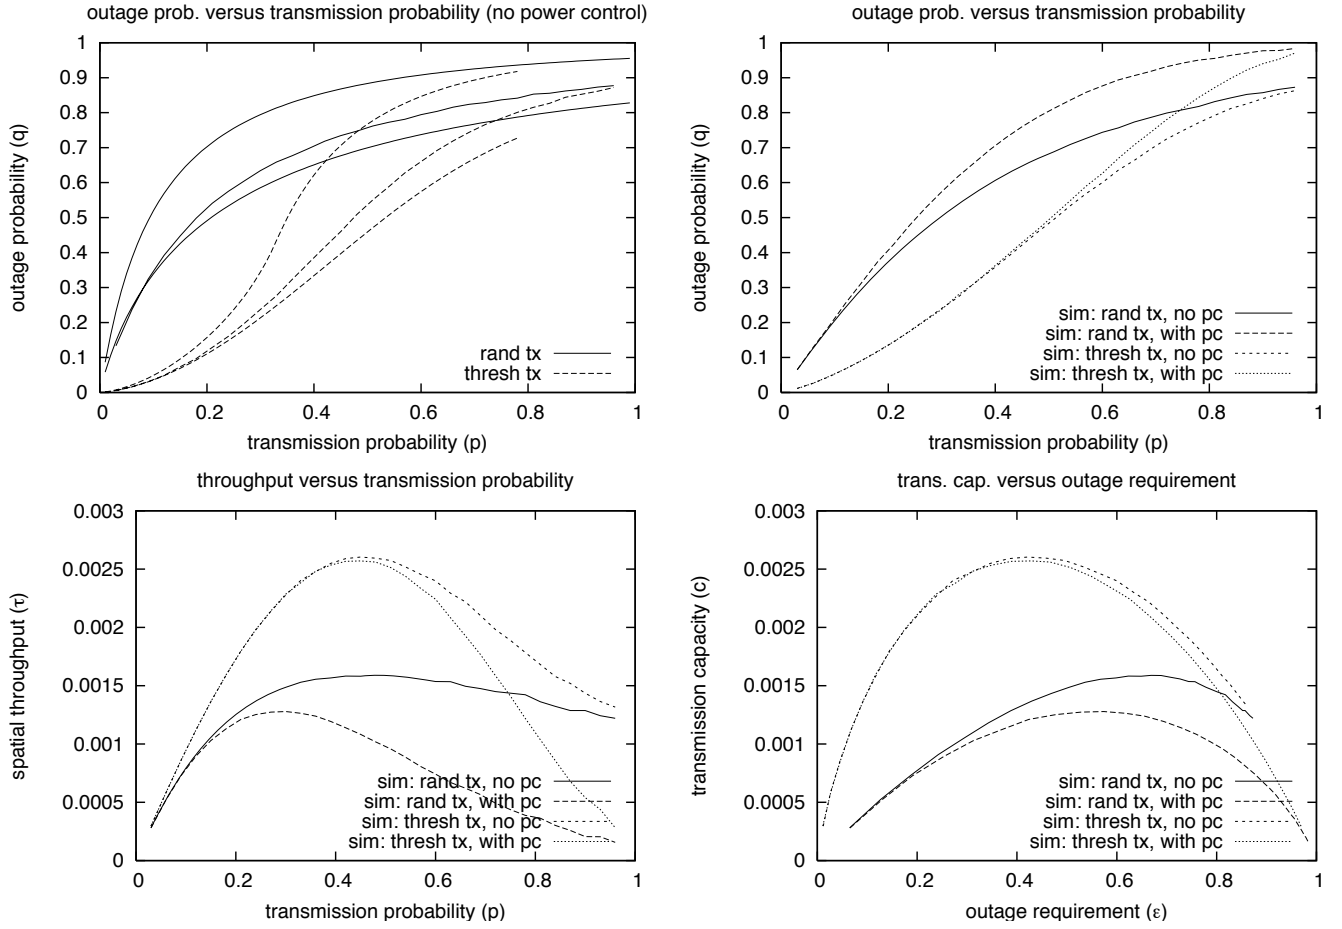 outage prob. versus transmission probability (no power control)
1
0.9
0.8
0.7
0.6
0.5
0.4
0.3
0.2
0.1
0
outage probability (q)
rand tx
thresh tx
0 0.2 0.4 0.6 0.8 1
transmission probability (p)
outage prob. versus transmission probability
1
0.9
0.8
0.7
0.6
0.5
0.4
0.3
0.2
0.1
0
outage probability (q)
sim: rand tx, no pc
sim: rand tx, with pc
sim: thresh tx, no pc
sim: thresh tx, with pc
0 0.2 0.4 0.6 0.8 1
transmission probability (p)
throughput versus transmission probability
0.003
0.0025
0.002
0.0015
0.001
0.0005
0
spatial throughput (τ)
sim: rand tx, no pc
sim: rand tx, with pc
sim: thresh tx, no pc
sim: thresh tx, with pc
0 0.2 0.4 0.6 0.8 1
transmission probability (p)
trans. cap. versus outage requirement
0.003
0.0025
0.002
0.0015
0.001
0.0005
0
transmission capacity (c)
sim: rand tx, no pc
sim: rand tx, with pc
sim: thresh tx, no pc
sim: thresh tx, with pc
0 0.2 0.4 0.6 0.8 1
outage requirement (ε)